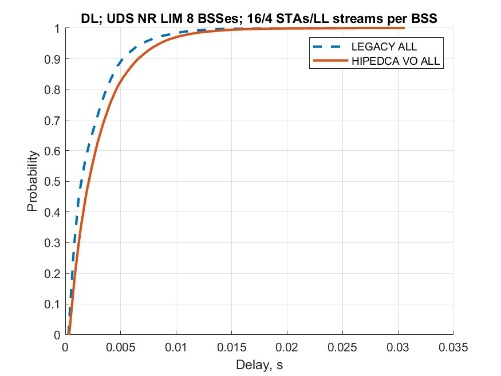 DL; UDS NR LIM 8 BSSes; 16/4 STAs/LL streams per BSS
LEGACY ALL
HIPEDCA VO ALL
Probability
1
0.9
0.8
0.7
0.6
0.5
0.4
0.3
0.2
0.1
0
0 0.005 0.01 0.015 0.02 0.025 0.03 0.035
Delay, s